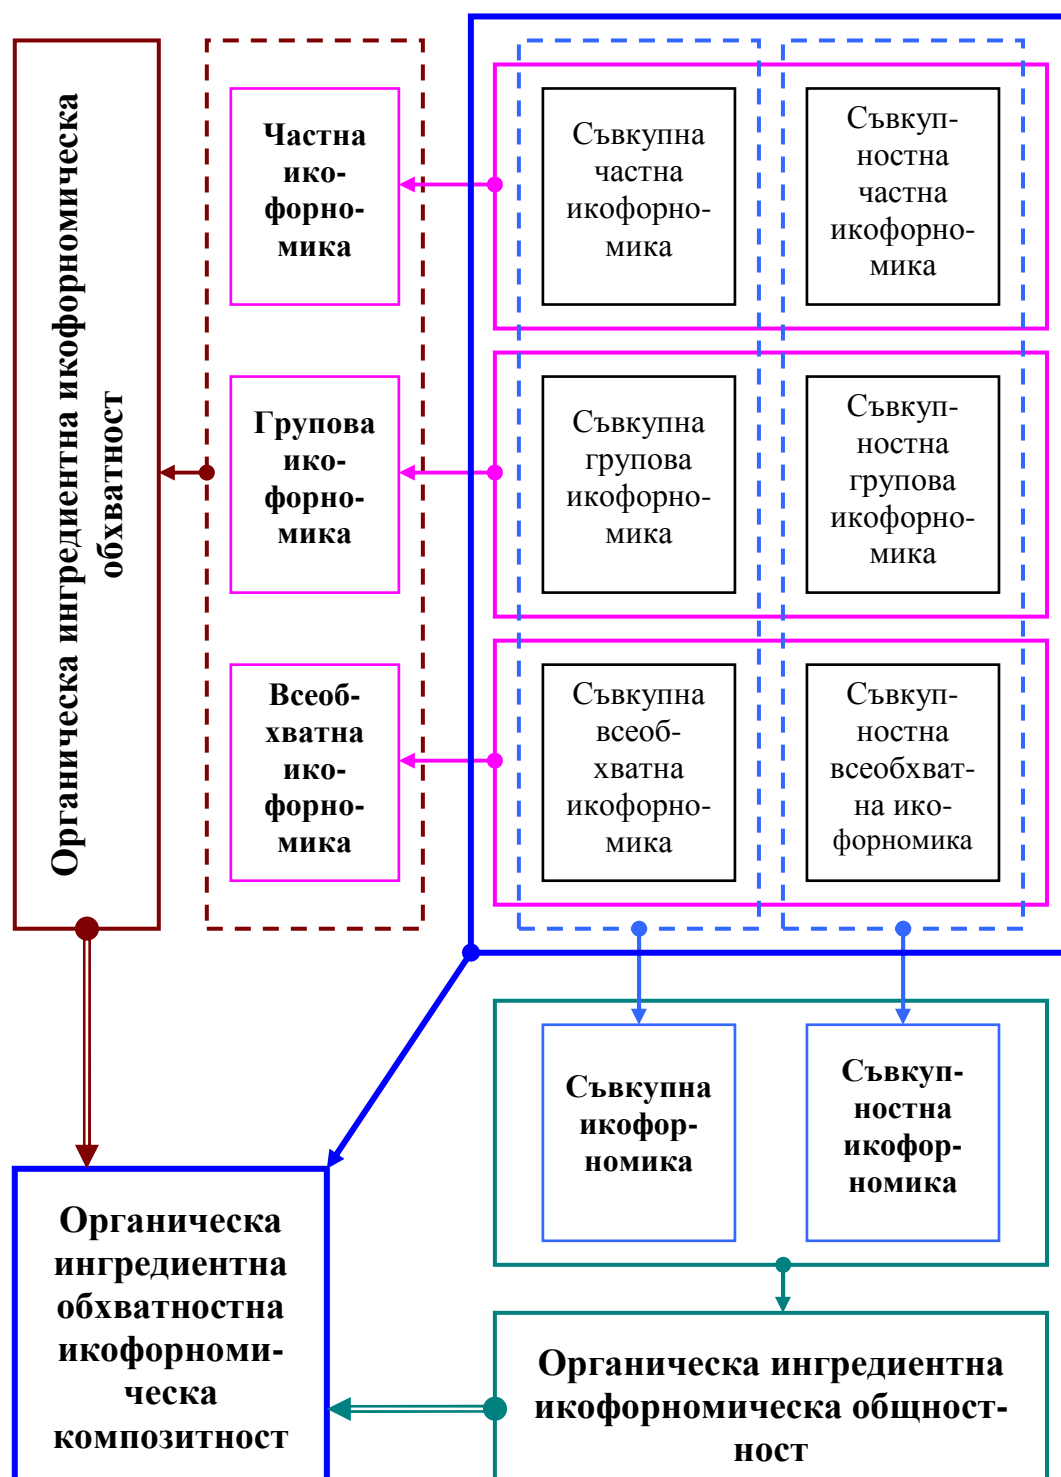 Органическа ингредиентна икофорномическа
обхватност
Частна
ико-
форно-
мика
Съвкупна
частна
икофорно-
мика
Съвкуп-
ностна
частна
икофорно-
мика
Групова
ико-
форно-
мика
Съвкупна
групова
икофорно-
мика
Съвкуп-
ностна
групова
икофорно-
мика
Всеоб-
хватна
ико-
форно-
мика
Съвкупна
всеоб-
хватна
икофорно-
мика
Съвкуп-
ностна
всеобхват-
на ико-
форномика
Съвкупна
икофор-
номика
Съвкуп-
ностна
икофор-
номика
Органическа
ингредиентна
обхватностна
икофорноми-
ческа
композитност
Органическа ингредиентна
икофорномическа общност-
ност